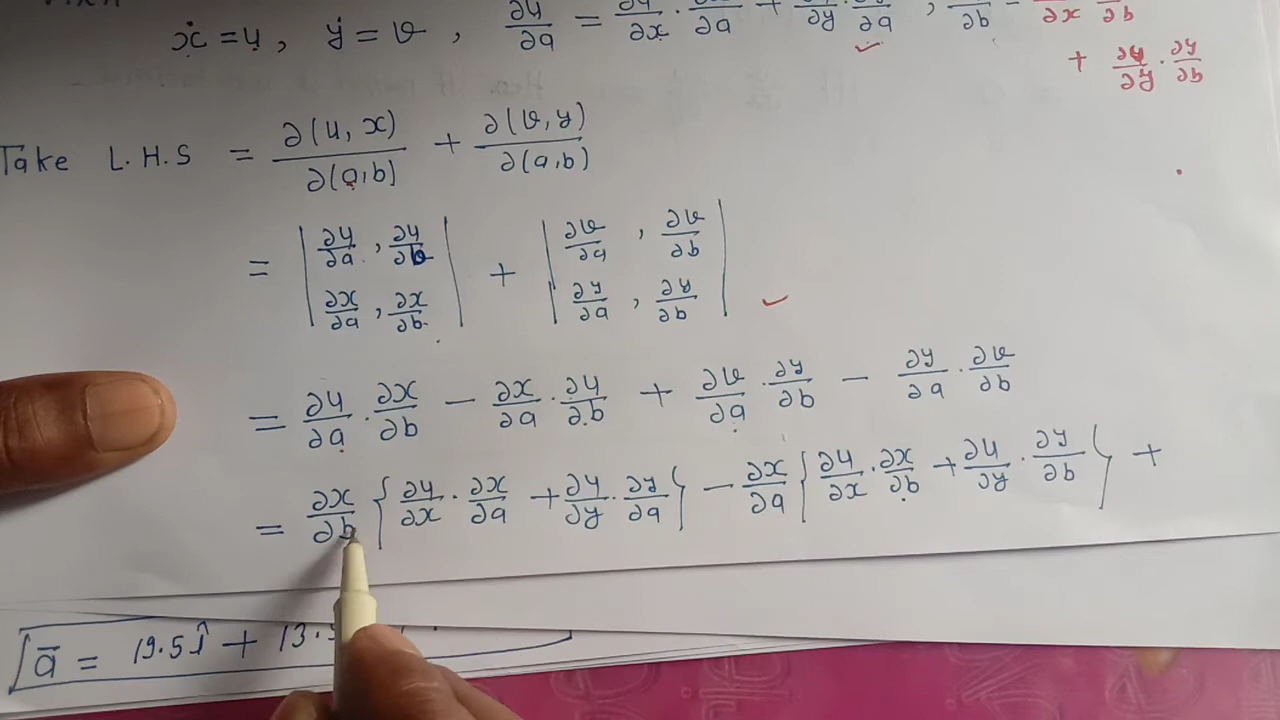 ẋ = u, ẏ = v, ∂u/∂a = ∂u/∂x · ∂x/∂a + ∂u/∂y · ∂y/∂a ,
+ ∂u/∂y · ∂y/∂b
Take L.H.S = ∂(u, x)/∂(a,b) + ∂(v, y)/∂(a,b)
= | ∂u/∂a , ∂u/∂b ; ∂x/∂a , ∂x/∂b | + | ∂v/∂a , ∂v/∂b ; ∂y/∂a , ∂y/∂b |
= ∂u/∂a · ∂x/∂b − ∂x/∂a · ∂u/∂b + ∂v/∂a · ∂y/∂b − ∂y/∂a · ∂v/∂b
= ∂x/∂b { ∂u/∂x · ∂x/∂a + ∂u/∂y · ∂y/∂a } − ∂x/∂a { ∂u/∂x · ∂x/∂b + ∂u/∂y · ∂y/∂b } +
ā = 19.5 î + 13.